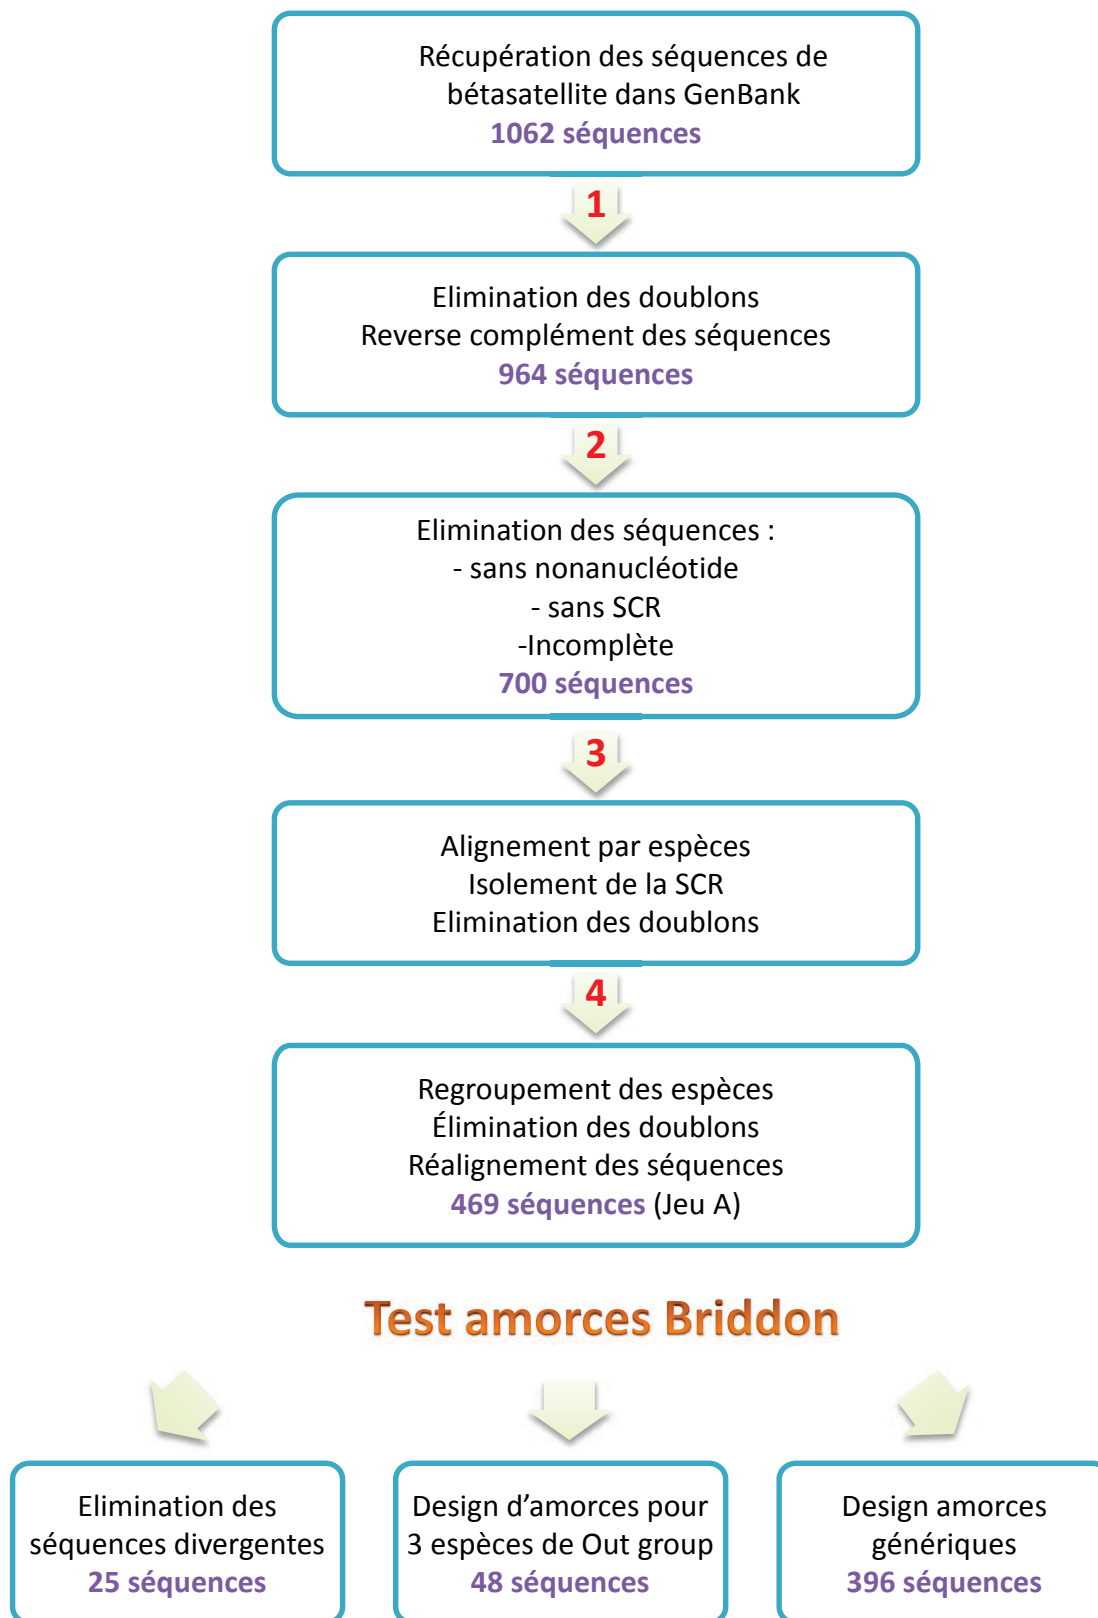 Récupération des séquences de
bétasatellite dans GenBank
1062 séquences
1
Elimination des doublons
Reverse complément des séquences
964 séquences
2
Elimination des séquences :
- sans nonanucléotide
- sans SCR
-Incomplète
700 séquences
3
Alignement par espèces
Isolement de la SCR
Elimination des doublons
4
Regroupement des espèces
Élimination des doublons
Réalignement des séquences
469 séquences (Jeu A)
Test amorces Briddon
Elimination des
séquences divergentes
25 séquences
Design d’amorces pour
3 espèces de Out group
48 séquences
Design amorces
génériques
396 séquences